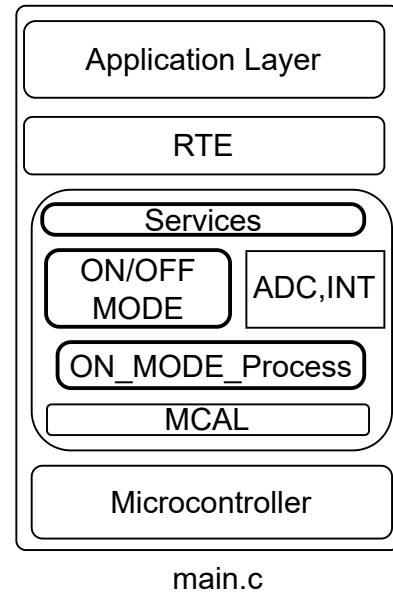 Application Layer
RTE
Services
ON/OFF
MODE
ADC,INT
ON_MODE_Process
MCAL
Microcontroller
main.c